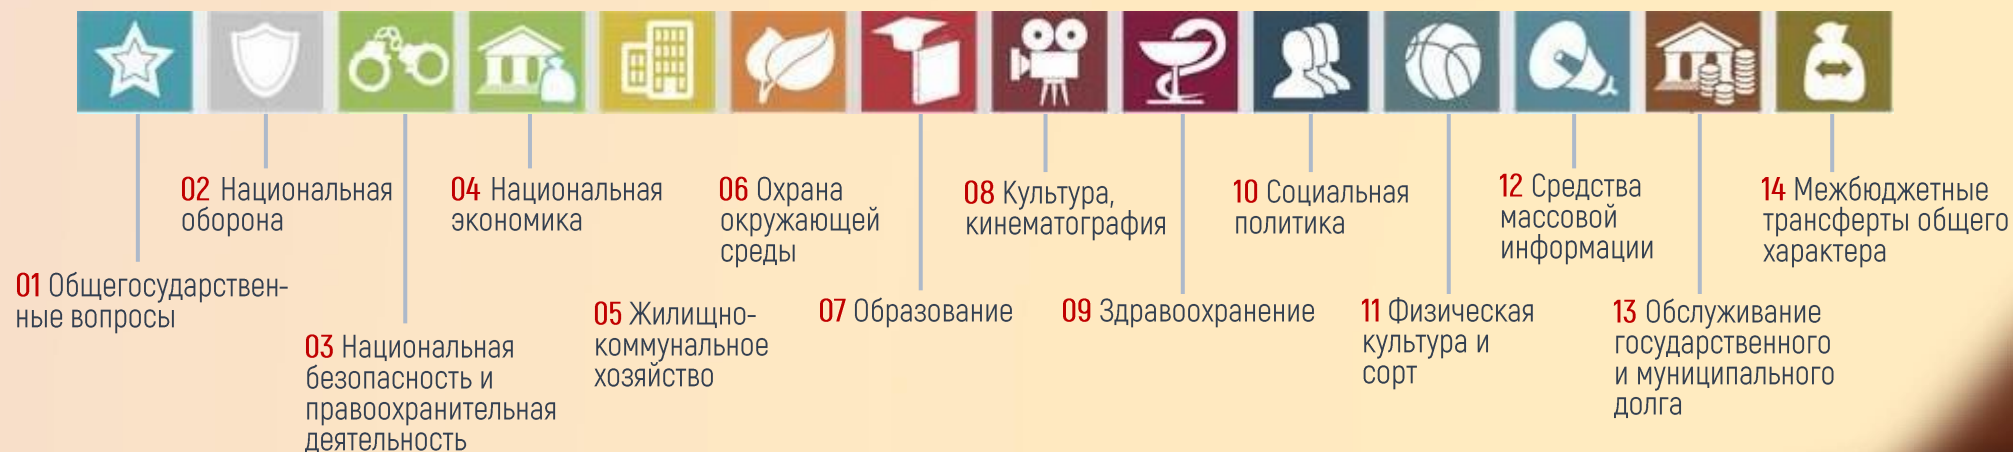 01 Общегосударствен-
ные вопросы
02 Национальная
оборона
03 Национальная
безопасность и
правоохранительная
деятельность
04 Национальная
экономика
05 Жилищно-
коммунальное
хозяйство
06 Охрана
окружающей
среды
07 Образование
08 Культура,
кинематография
09 Здравоохранение
10 Социальная
политика
11 Физическая
культура и
сорт
12 Средства
массовой
информации
13 Обслуживание
государственного
и муниципального
долга
14 Межбюджетные
трансферты общего
характера